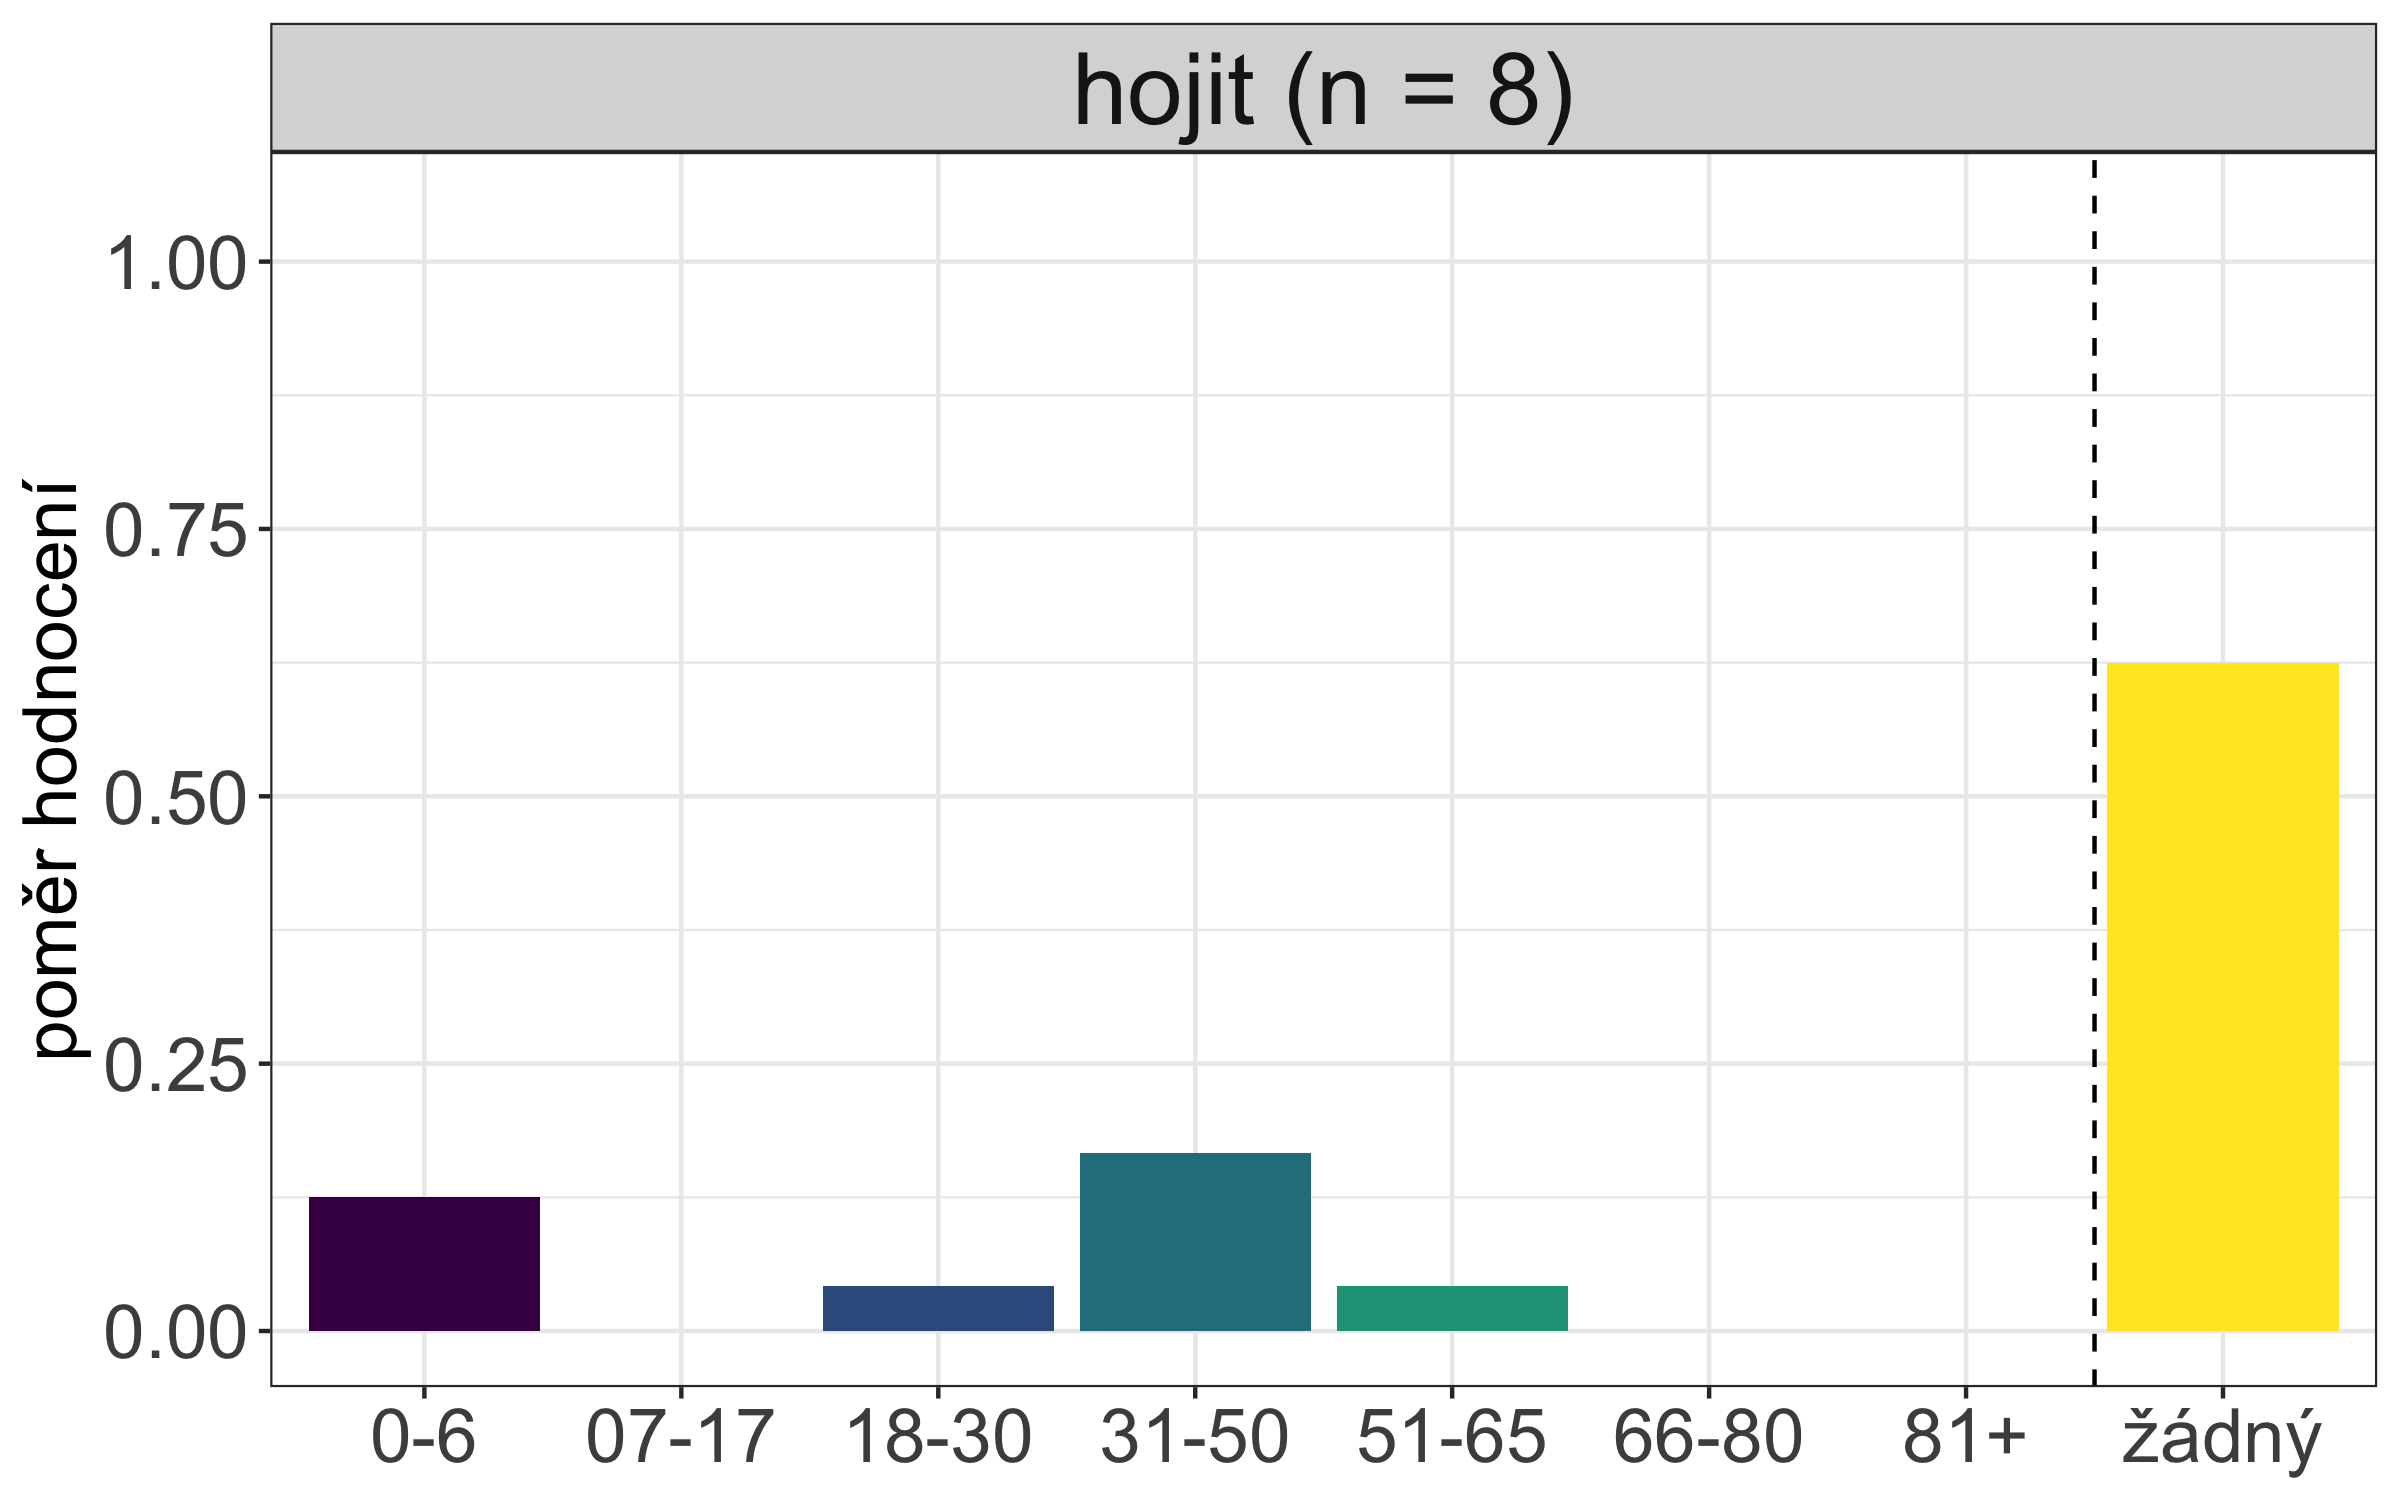 hojit (n = 8)
poměr hodnocení
1.00
0.75
0.50
0.25
0.00
0-6 07-17 18-30 31-50 51-65 66-80 81+ žádný